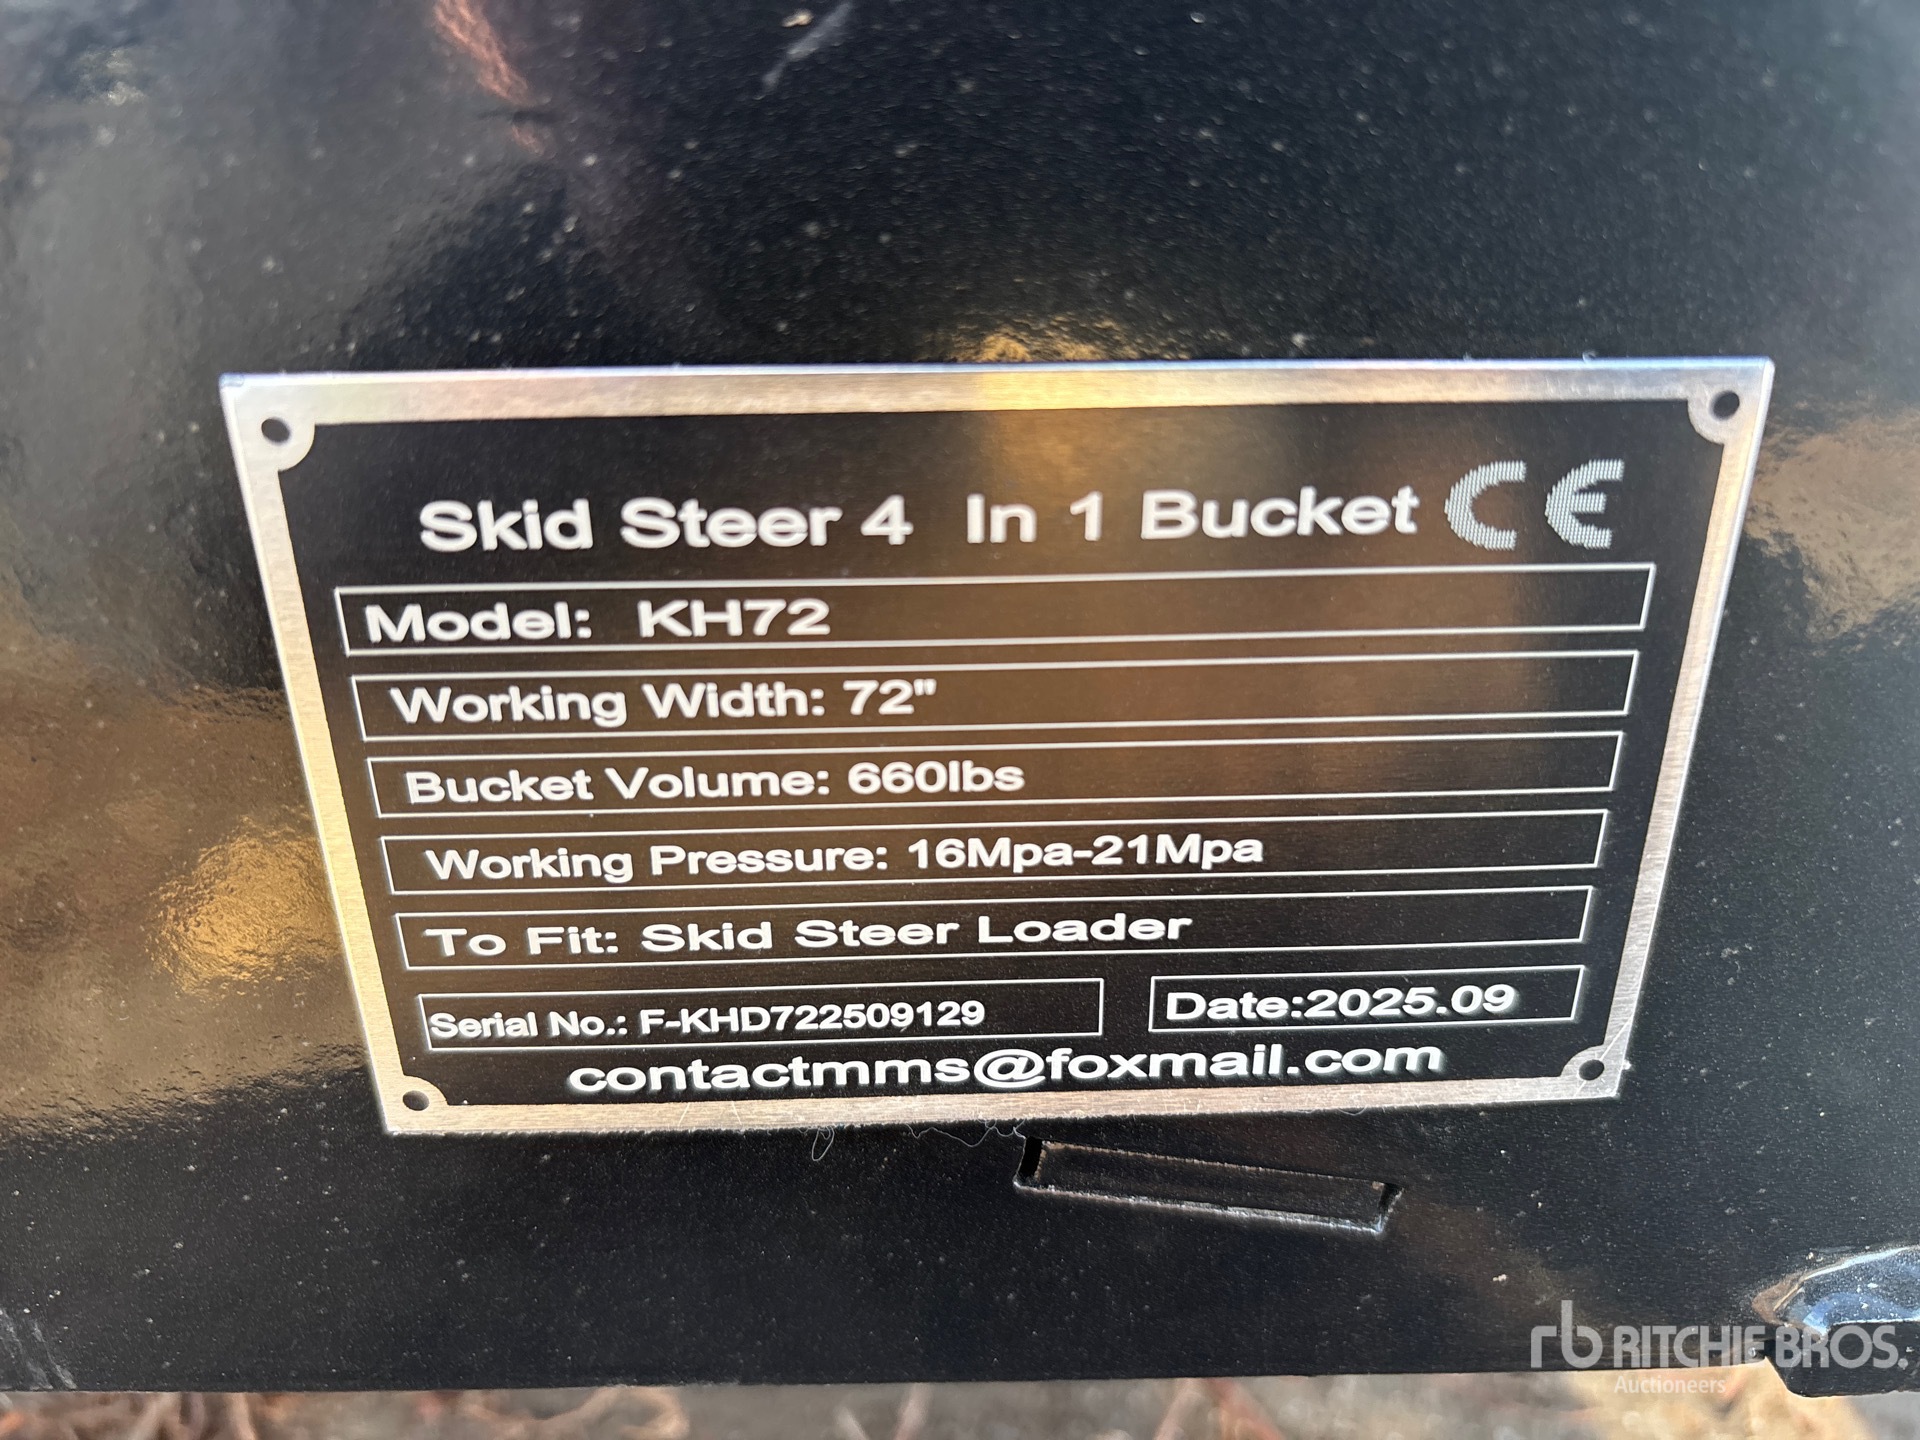 Skid Steer 4 In 1 Bucket CE
Model: KH72
Working Width: 72"
Bucket Volume: 660lbs
Working Pressure: 16Mpa-21Mpa
To Fit: Skid Steer Loader
Serial No.: F-KHD722509129 Date:2025.09
contactmms@foxmail.com
rb RITCHIE BROS.
Auctioneers